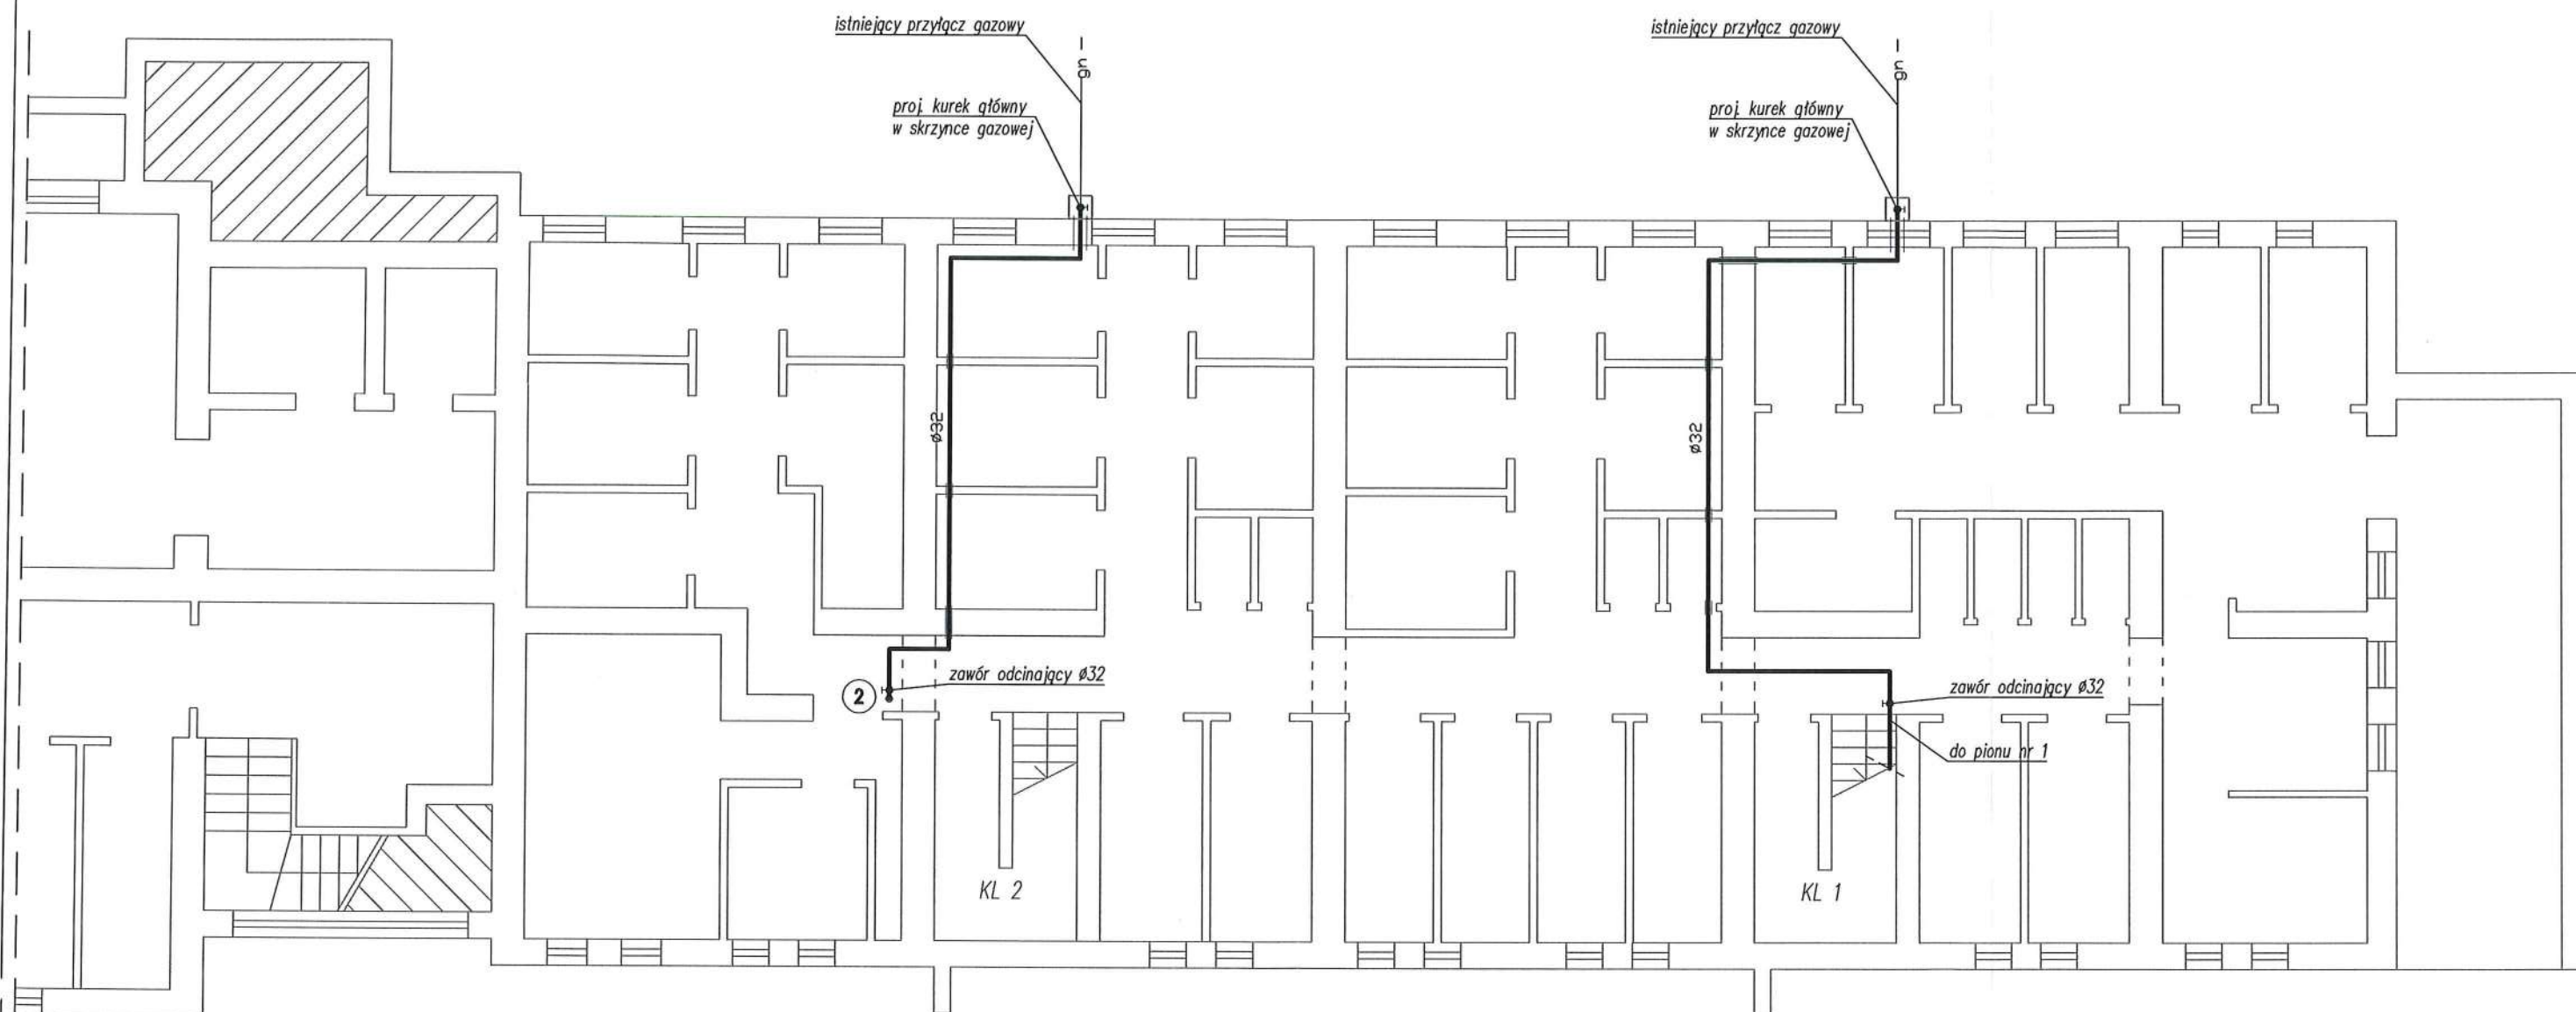 istniejący przyłącz gazowy
gn
proj. kurek główny
w skrzynce gazowej
istniejący przyłącz gazowy
gn
proj. kurek główny
w skrzynce gazowej
ø32
ø32
zawór odcinający ø32
2
zawór odcinający ø32
do pionu nr 1
KL 2
KL 1